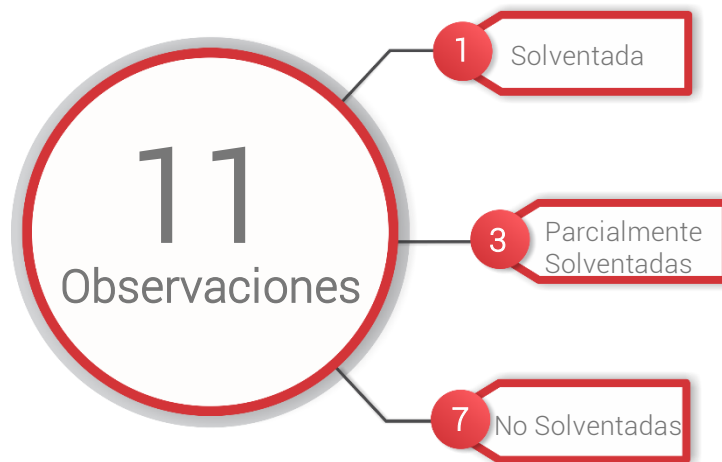 11
Observaciones
1
Solventada
3
Parcialmente
Solventadas
7
No Solventadas